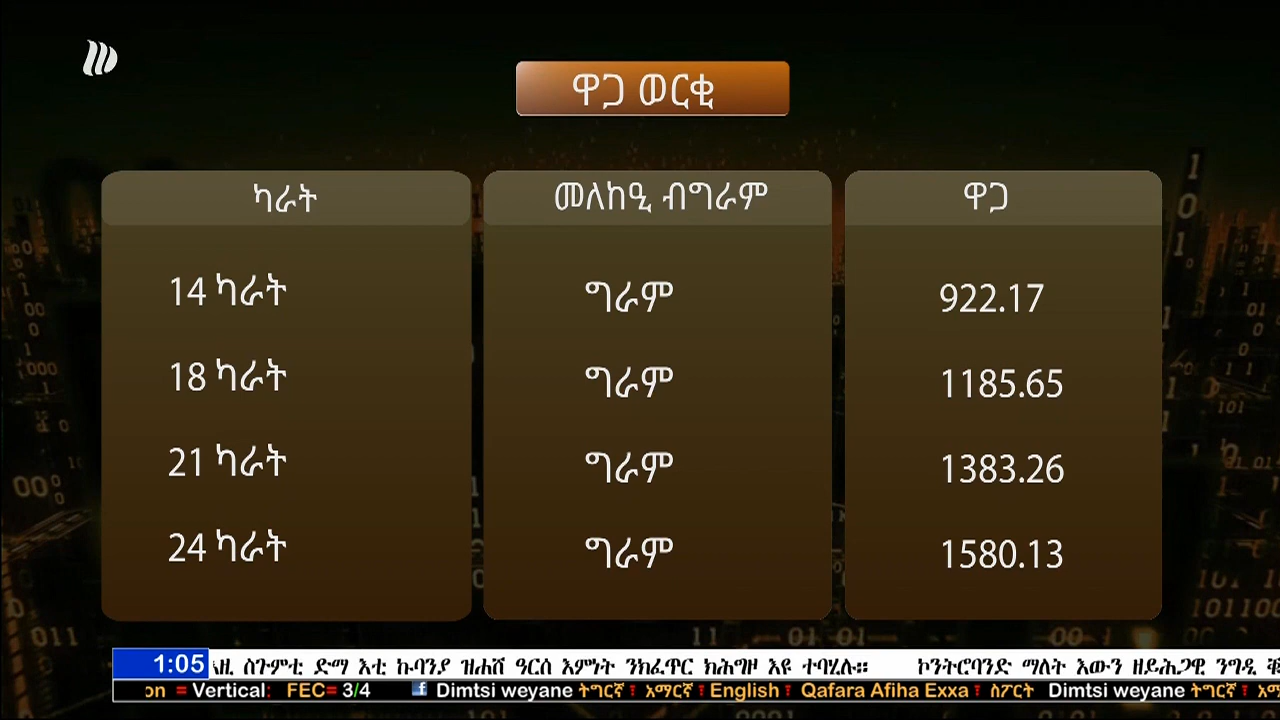 ዋጋ ወርቂ
ካራት መለከዒ ብግራም ዋጋ
14 ካራት ግራም 922.17
18 ካራት ግራም 1185.65
21 ካራት ግራም 1383.26
24 ካራት ግራም 1580.13
1:05 ስጉምቲ ድማ እቲ ኩባንያ ዝሐሸ ዓርሰ እምነት ንክፈጥር ክሕግዞ እዩ ተባሂሉ። ኮንትሮባንድ ማለት እውን ዘይሕጋዊ ንግዲ
on = Vertical: FEC= 3/4 Dimtsi weyane ትግርኛ፣ አማርኛ፣ English፣ Qafara Afiha Exxa፣ ስፖርት Dimtsi weyane ትግርኛ፣